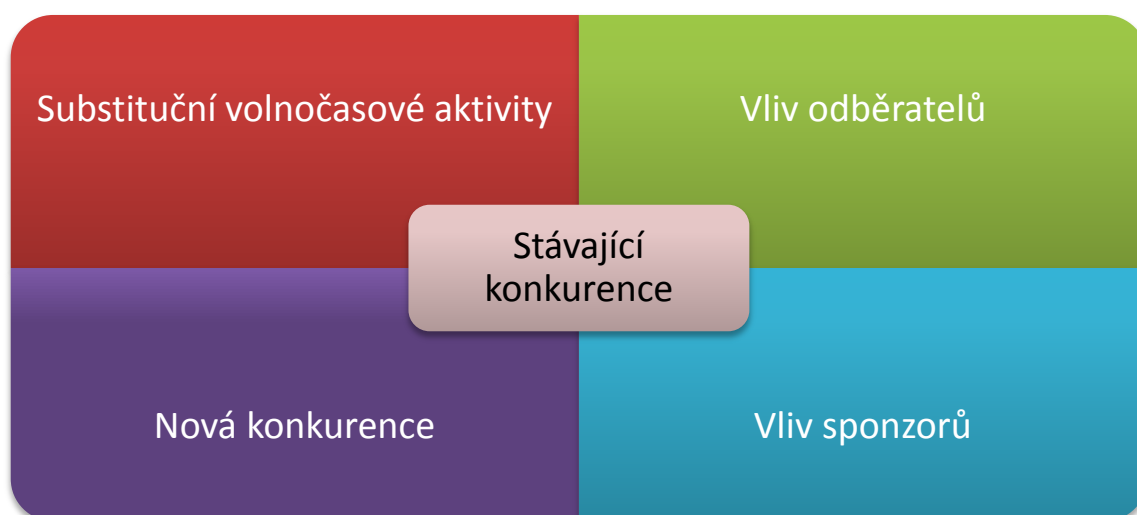 Substituční volnočasové aktivity
Vliv odběratelů
Stávající
konkurence
Nová konkurence
Vliv sponzorů